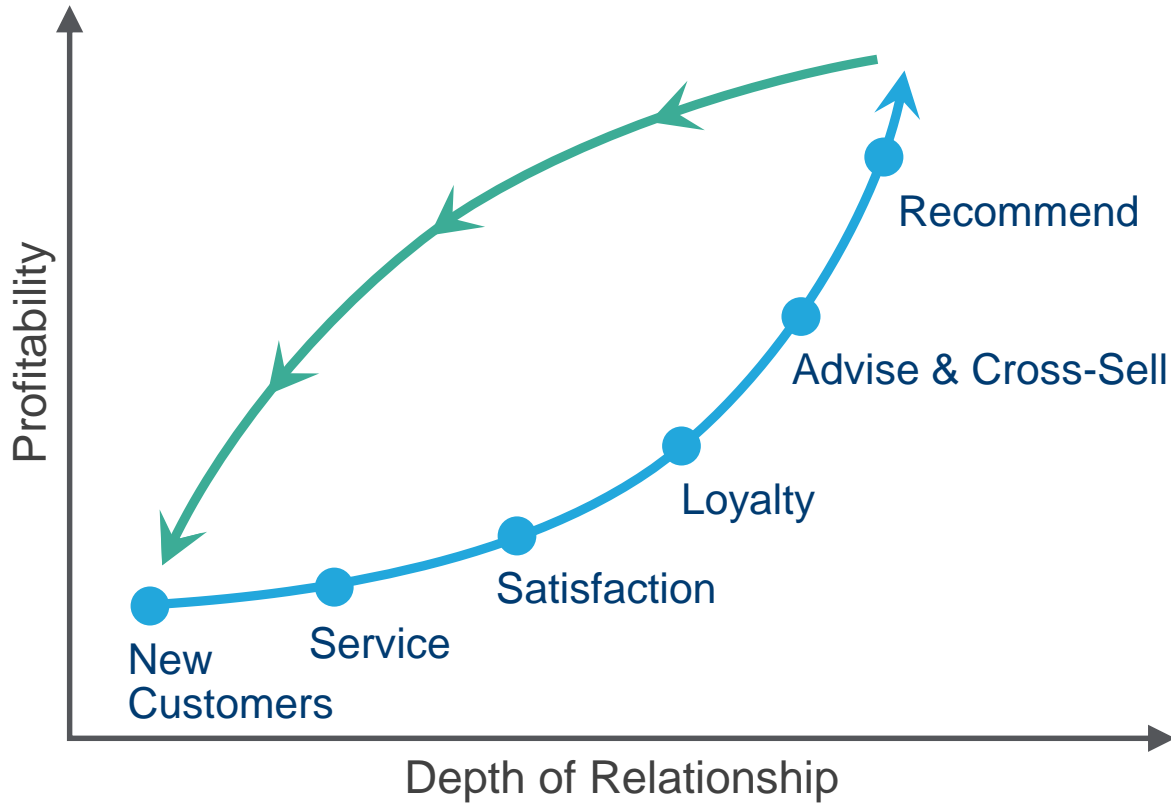 Profitability
Recommend
Advise & Cross-Sell
Loyalty
Satisfaction
Service
New
Customers
Depth of Relationship